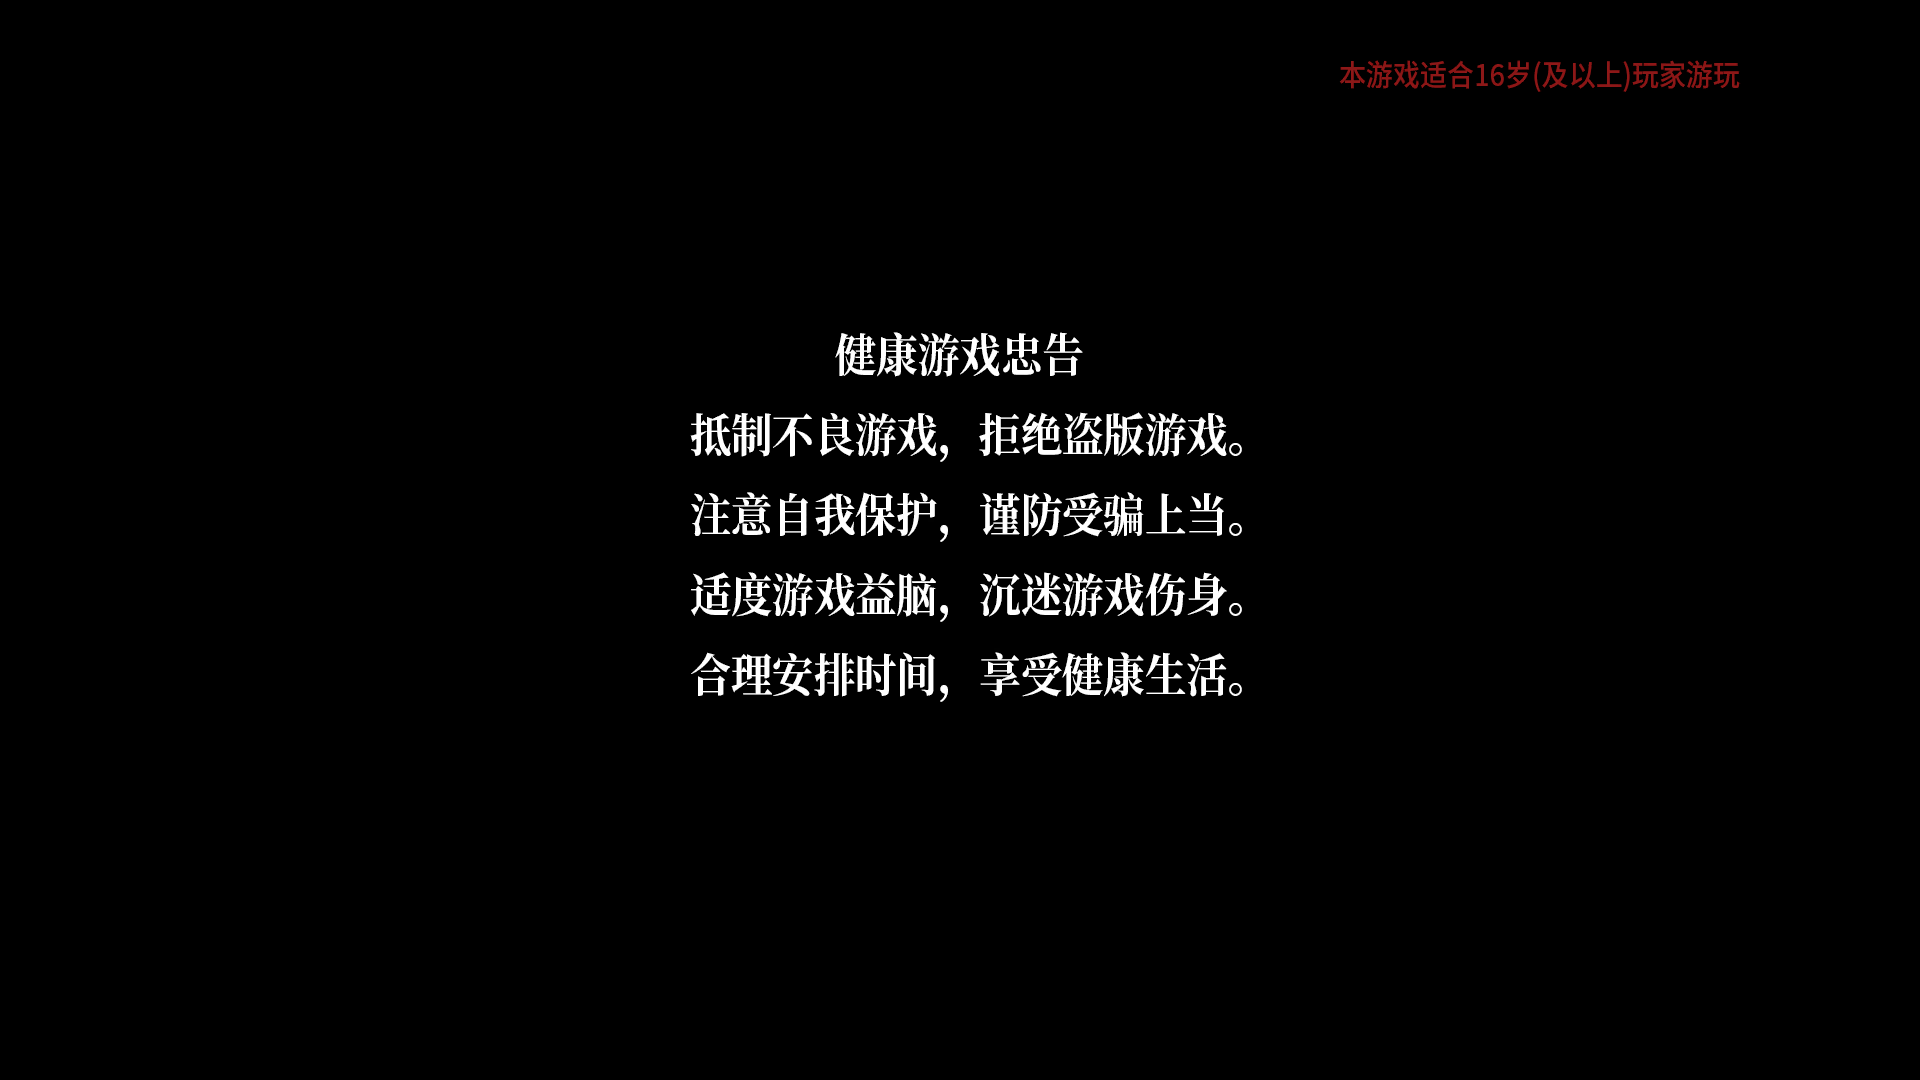 本游戏适合16岁(及以上)玩家游玩
健康游戏忠告
抵制不良游戏，拒绝盗版游戏。
注意自我保护，谨防受骗上当。
适度游戏益脑，沉迷游戏伤身。
合理安排时间，享受健康生活。